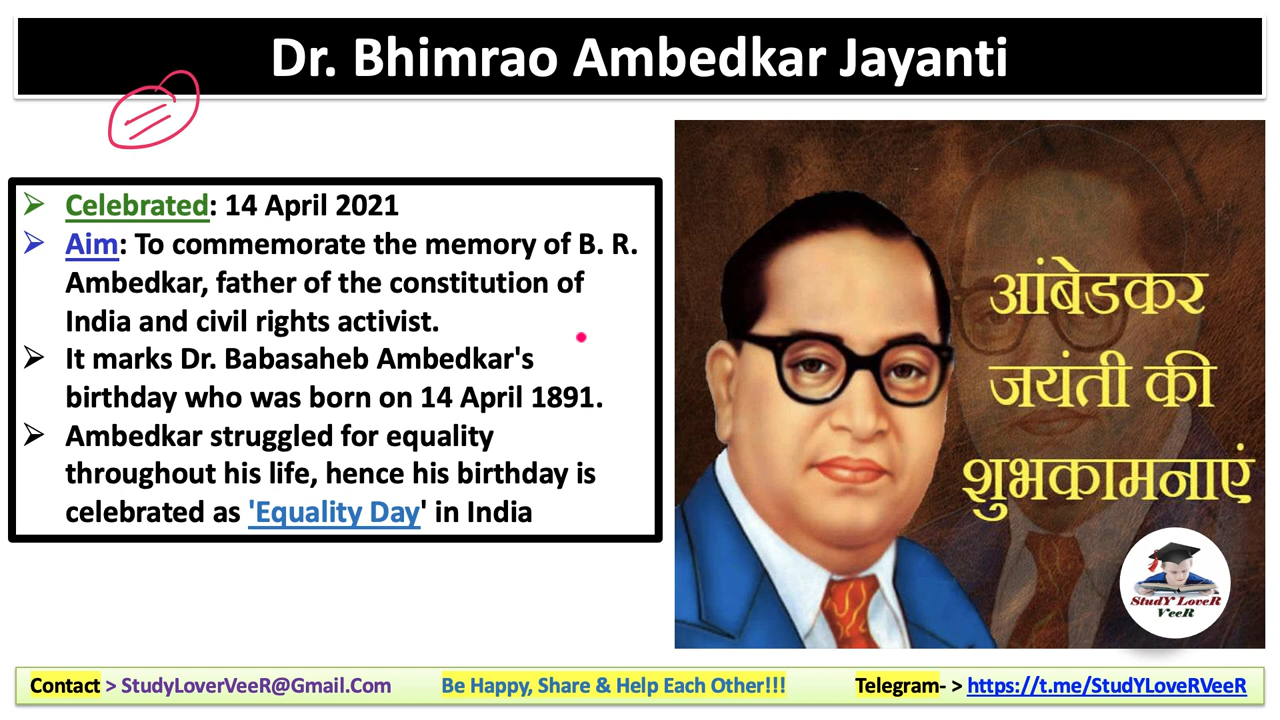 Dr. Bhimrao Ambedkar Jayanti
Celebrated: 14 April 2021
Aim: To commemorate the memory of B. R.
Ambedkar, father of the constitution of
India and civil rights activist.
It marks Dr. Babasaheb Ambedkar's
birthday who was born on 14 April 1891.
Ambedkar struggled for equality
throughout his life, hence his birthday is
celebrated as 'Equality Day' in India
आंबेडकर
जयंती की
शुभकामनाएं
StudY LoveR
VeeR
Contact > StudyLoverVeeR@Gmail.Com Be Happy, Share & Help Each Other!!! Telegram- > https://t.me/StudYLoveRVeeR